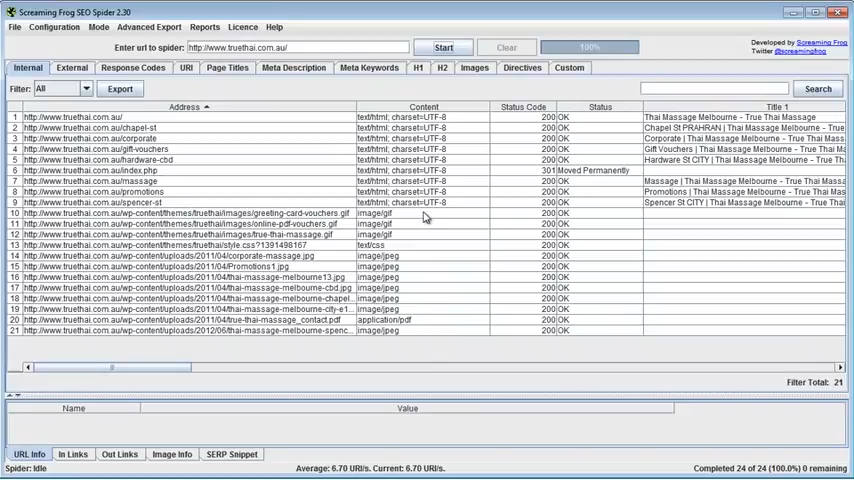 Screaming Frog SEO Spider 2.30
File Configuration Mode Advanced Export Reports Licence Help
Enter url to spider: http://www.truethai.com.au/ Start Clear 100% Developed by Screaming Frog
Twitter @screamingfrog
Internal External Response Codes URI Page Titles Meta Description Meta Keywords H1 H2 Images Directives Custom
Filter: All Export Search
Address Content Status Code Status Title 1
1 http://www.truethai.com.au/ text/html; charset=UTF-8 200 OK Thai Massage Melbourne - True Thai Massage
2 http://www.truethai.com.au/chapel-st text/html; charset=UTF-8 200 OK Chapel St PRAHRAN | Thai Massage Melbourne - True
3 http://www.truethai.com.au/corporate text/html; charset=UTF-8 200 OK Corporate | Thai Massage Melbourne - True Thai Mas
4 http://www.truethai.com.au/gift-vouchers text/html; charset=UTF-8 200 OK Gift Vouchers | Thai Massage Melbourne - True Thai Ma
5 http://www.truethai.com.au/hardware-cbd text/html; charset=UTF-8 200 OK Hardware St CITY | Thai Massage Melbourne - True Th
6 http://www.truethai.com.au/index.php 301 Moved Permanently
7 http://www.truethai.com.au/massage text/html; charset=UTF-8 200 OK Massage | Thai Massage Melbourne - True Thai Massa
8 http://www.truethai.com.au/promotions text/html; charset=UTF-8 200 OK Promotions | Thai Massage Melbourne - True Thai Mas
9 http://www.truethai.com.au/spencer-st text/html; charset=UTF-8 200 OK Spencer St CITY | Thai Massage Melbourne - True Tha
10 http://www.truethai.com.au/wp-content/themes/truethai/images/greeting-card-vouchers.gif image/gif 200 OK
11 http://www.truethai.com.au/wp-content/themes/truethai/images/online-pdf-vouchers.gif image/gif 200 OK
12 http://www.truethai.com.au/wp-content/themes/truethai/images/true-thai-massage.gif image/gif 200 OK
13 http://www.truethai.com.au/wp-content/themes/truethai/style.css?1391498167 text/css 200 OK
14 http://www.truethai.com.au/wp-content/uploads/2011/04/corporate-massage.jpg image/jpeg 200 OK
15 http://www.truethai.com.au/wp-content/uploads/2011/04/Promotions1.jpg image/jpeg 200 OK
16 http://www.truethai.com.au/wp-content/uploads/2011/04/thai-massage-melbourne13.jpg image/jpeg 200 OK
17 http://www.truethai.com.au/wp-content/uploads/2011/04/thai-massage-melbourne-cbd.jpg image/jpeg 200 OK
18 http://www.truethai.com.au/wp-content/uploads/2011/04/thai-massage-melbourne-chapel... image/jpeg 200 OK
19 http://www.truethai.com.au/wp-content/uploads/2011/04/thai-massage-melbourne-city-e1... image/jpeg 200 OK
20 http://www.truethai.com.au/wp-content/uploads/2011/04/true-thai-massage_contact.pdf application/pdf 200 OK
21 http://www.truethai.com.au/wp-content/uploads/2012/06/thai-massage-melbourne-spenc... image/jpeg 200 OK
Filter Total: 21
Name Value
URL Info In Links Out Links Image Info SERP Snippet
Spider: Idle Average: 6.70 URI/s. Current: 6.70 URI/s. Completed 24 of 24 (100.0%) 0 remaining